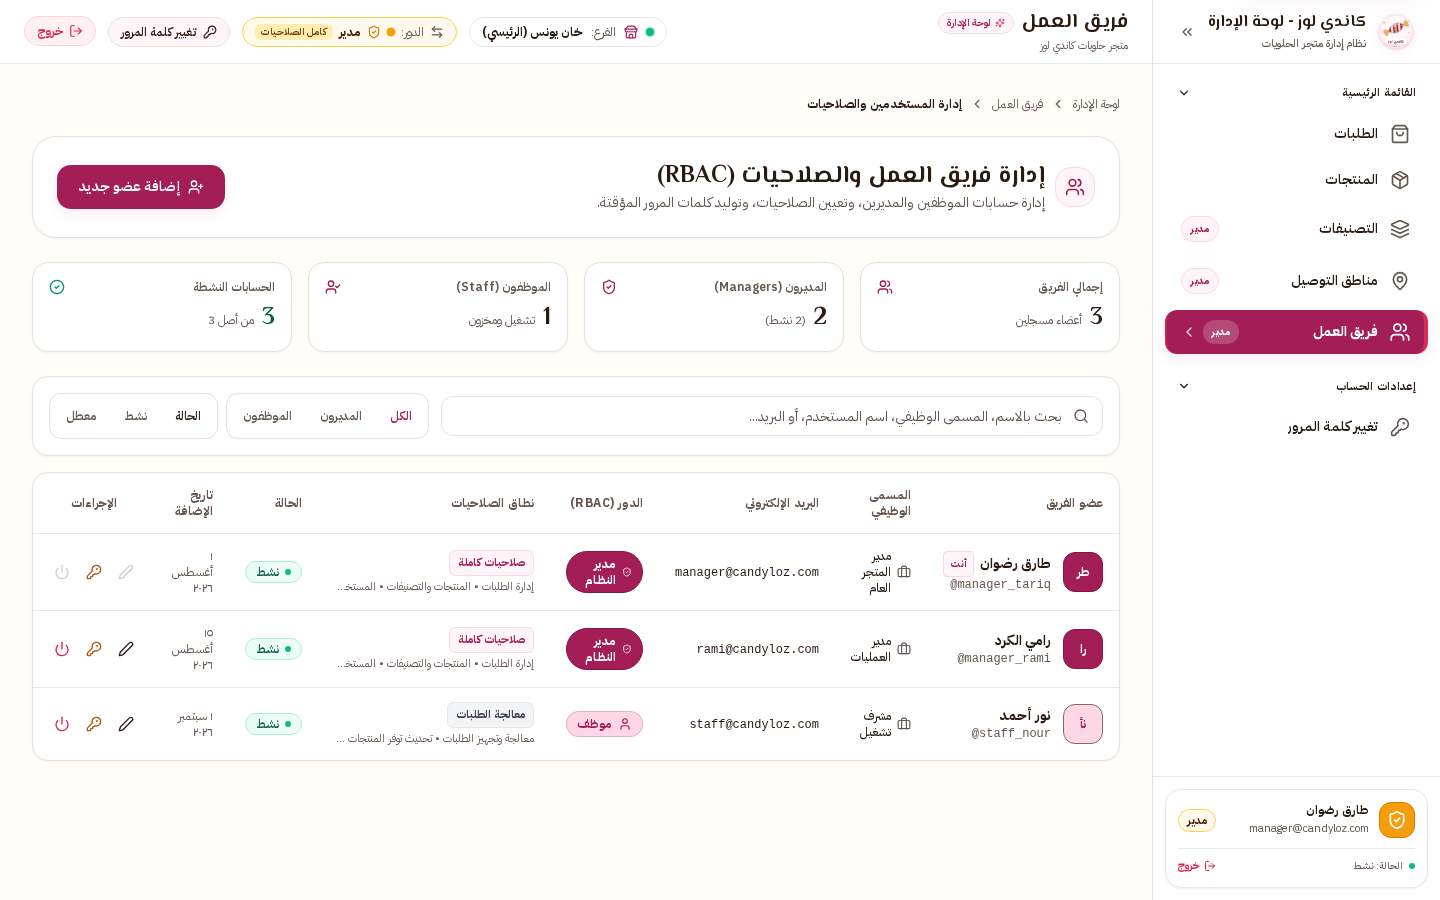 كاندي لوز - لوحة الإدارة
نظام إدارة متجر الحلويات
القائمة الرئيسية
الطلبات
المنتجات
التصنيفات
مدير
مناطق التوصيل
مدير
فريق العمل
مدير
إعدادات الحساب
تغيير كلمة المرور
طارق رضوان
manager@candyloz.com
مدير
الحالة: نشط
خروج
فريق العمل
لوحة الإدارة
متجر حلويات كاندي لوز
الفرع: خان يونس (الرئيسي)
الدور: مدير كامل الصلاحيات
تغيير كلمة المرور
خروج
لوحة الإدارة
فريق العمل
إدارة المستخدمين والصلاحيات
إدارة فريق العمل والصلاحيات (RBAC)
إدارة حسابات الموظفين والمديرين، وتعيين الصلاحيات، وتوليد كلمات المرور المؤقتة.
إضافة عضو جديد
إجمالي الفريق
3 أعضاء مسجلين
المديرون (Managers)
2 (2 نشط)
الموظفون (Staff)
1 تشغيل ومخزون
الحسابات النشطة
3 من أصل 3
بحث بالاسم، المسمى الوظيفي، اسم المستخدم، أو البريد...
الكل
المديرون
الموظفون
الحالة
نشط
معطل
عضو الفريق
المسمى
الوظيفي
البريد الإلكتروني
الدور (RBAC)
نطاق الصلاحيات
الحالة
تاريخ
الإضافة
الإجراءات
طر
طارق رضوان
أنت
@manager_tariq
مدير
المتجر
العام
manager@candyloz.com
مدير
النظام
صلاحيات كاملة
إدارة الطلبات • المنتجات والتصنيفات • المستخ...
نشط
١
أغسطس
٢٠٢٦
را
رامي الكرد
@manager_rami
مدير
العمليات
rami@candyloz.com
مدير
النظام
صلاحيات كاملة
إدارة الطلبات • المنتجات والتصنيفات • المستخ...
نشط
١٥
أغسطس
٢٠٢٦
نأ
نور أحمد
@staff_nour
مشرف
تشغيل
staff@candyloz.com
موظف
معالجة الطلبات
معالجة وتجهيز الطلبات • تحديث توفر المنتجات ...
نشط
١ سبتمبر
٢٠٢٦